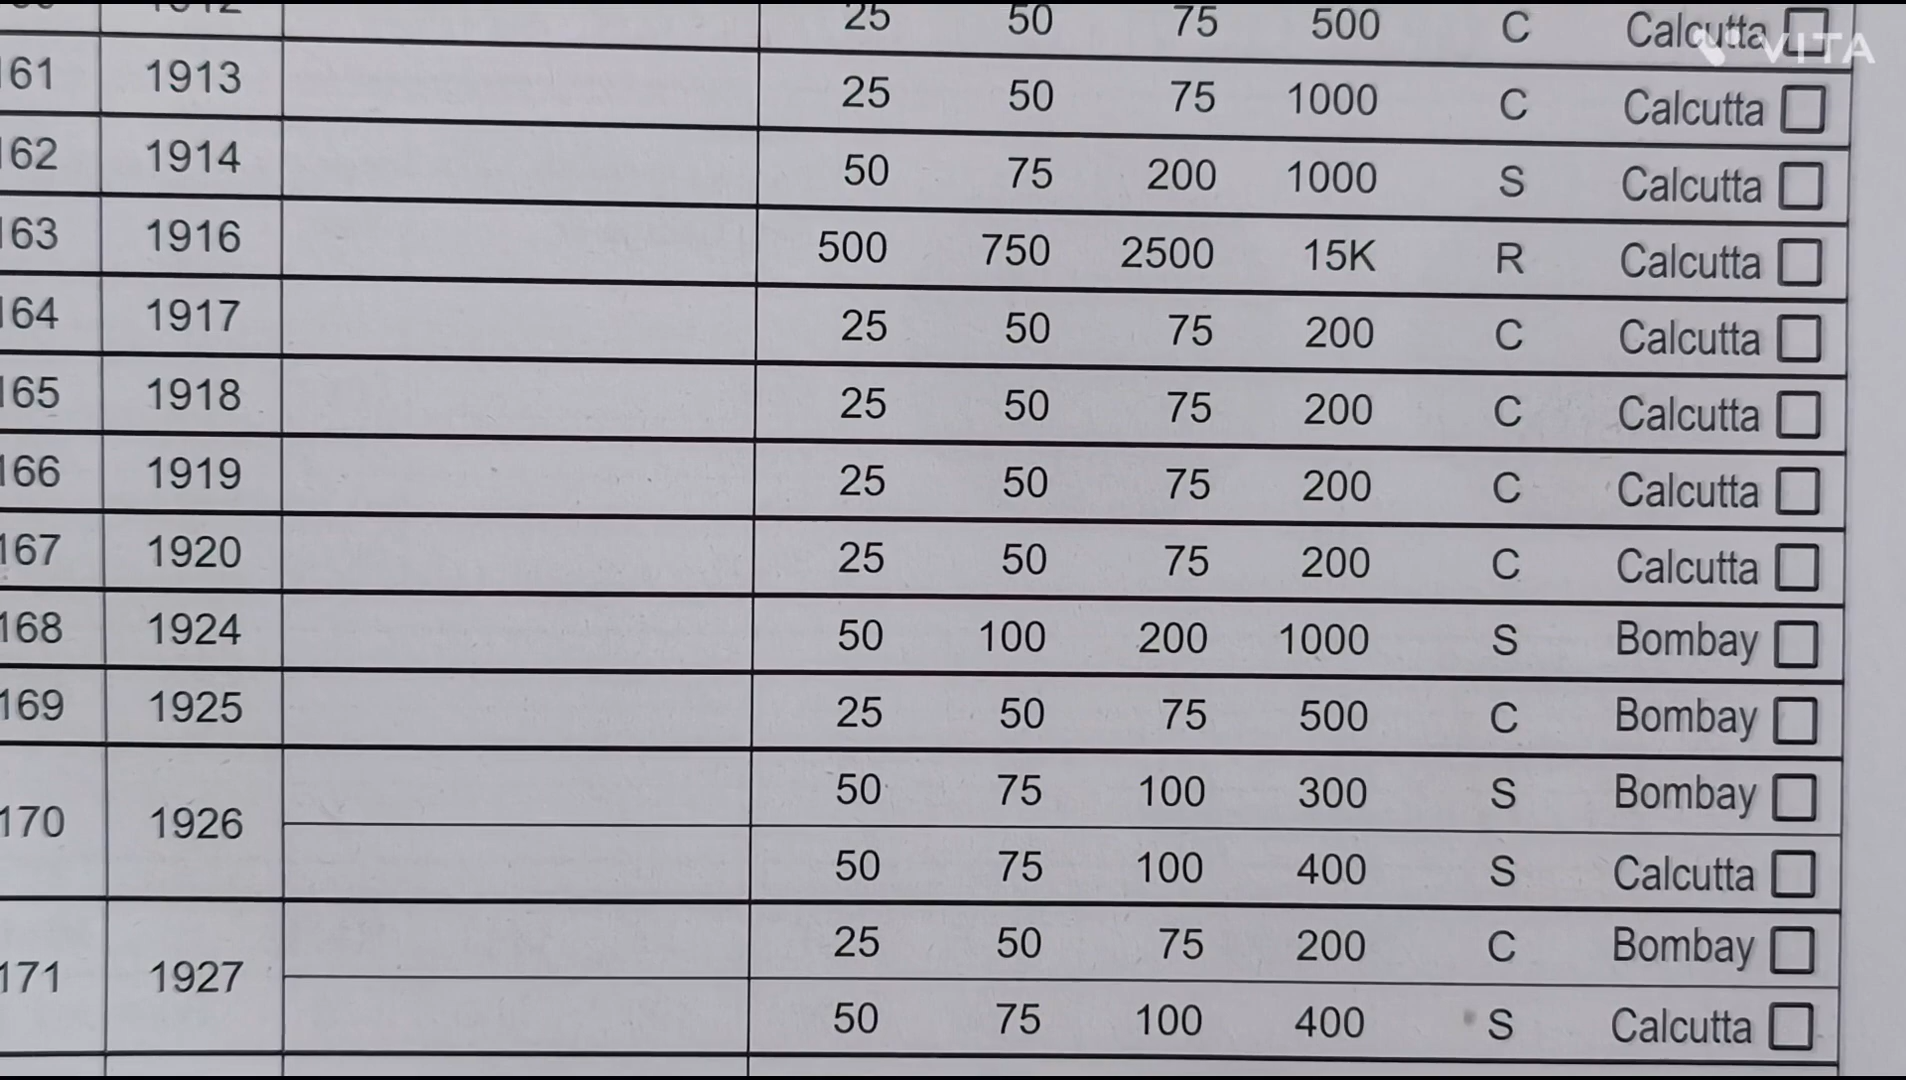 25 50 75 500 C Calcutta
VITA
161 1913 25 50 75 1000 C Calcutta
162 1914 50 75 200 1000 S Calcutta
163 1916 500 750 2500 15K R Calcutta
164 1917 25 50 75 200 C Calcutta
165 1918 25 50 75 200 C Calcutta
166 1919 25 50 75 200 C Calcutta
167 1920 25 50 75 200 C Calcutta
168 1924 50 100 200 1000 S Bombay
169 1925 25 50 75 500 C Bombay
170 1926 50 75 100 300 S Bombay
50 75 100 400 S Calcutta
171 1927 25 50 75 200 C Bombay
50 75 100 400 S Calcutta